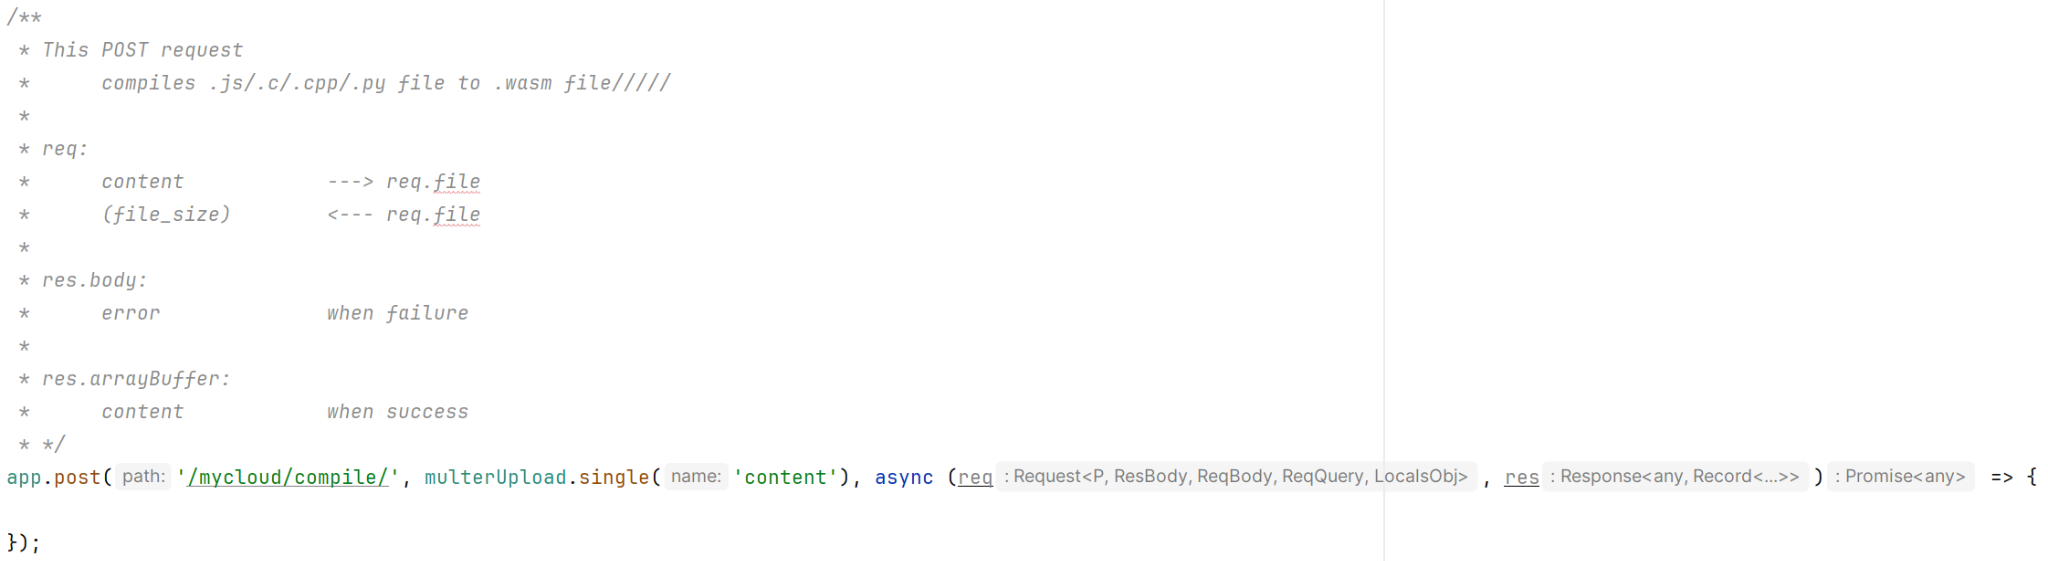 /**
 * This POST request
 *      compiles .js/.c/.cpp/.py file to .wasm file/////
 *
 * req:
 *      content            ---> req.file
 *      (file_size)        <--- req.file
 *
 * res.body:
 *      error              when failure
 *
 * res.arrayBuffer:
 *      content            when success
 * */
app.post( path: '/mycloud/compile/', multerUpload.single( name: 'content'), async (req : Request<P, ResBody, ReqBody, ReqQuery, LocalsObj> , res : Response<any, Record<...>> ) : Promise<any> => {
});